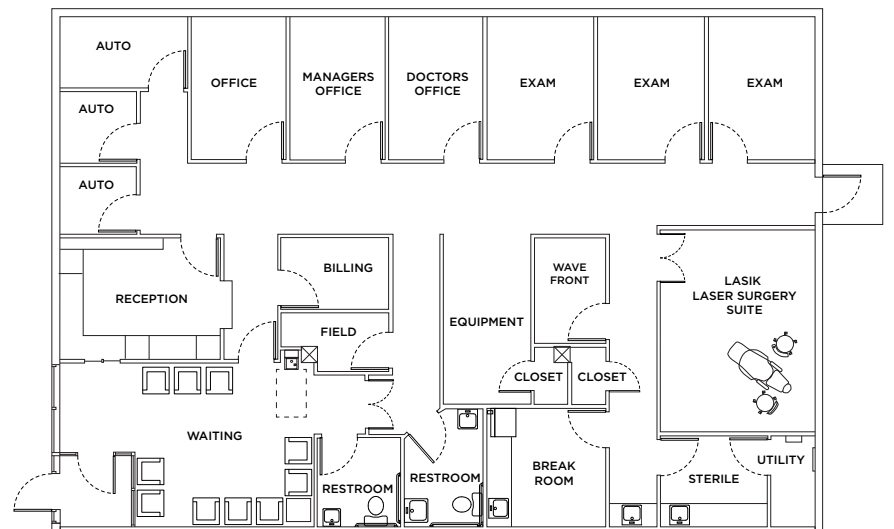 AUTO
OFFICE
MANAGERS
OFFICE
DOCTORS
OFFICE
EXAM
EXAM
EXAM
AUTO
AUTO
RECEPTION
BILLING
WAVE
FRONT
LASIK
LASER SURGERY
SUITE
FIELD
EQUIPMENT
CLOSET
CLOSET
WAITING
RESTROOM
RESTROOM
BREAK
ROOM
STERILE
UTILITY